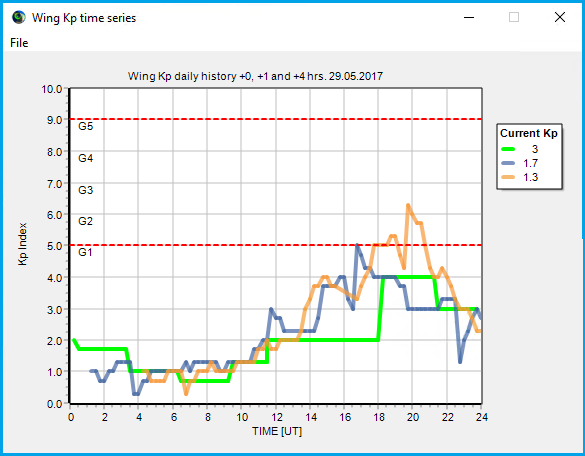 Wing Kp time series
File
Wing Kp daily history +0, +1 and +4 hrs. 29.05.2017
10.0
9.0
G5
8.0
G4
7.0
G3
6.0
G2
5.0
G1
4.0
3.0
2.0
1.0
0.0
Kp Index
0 2 4 6 8 10 12 14 16 18 20 22 24
TIME [UT]
Current Kp
3
1.7
1.3